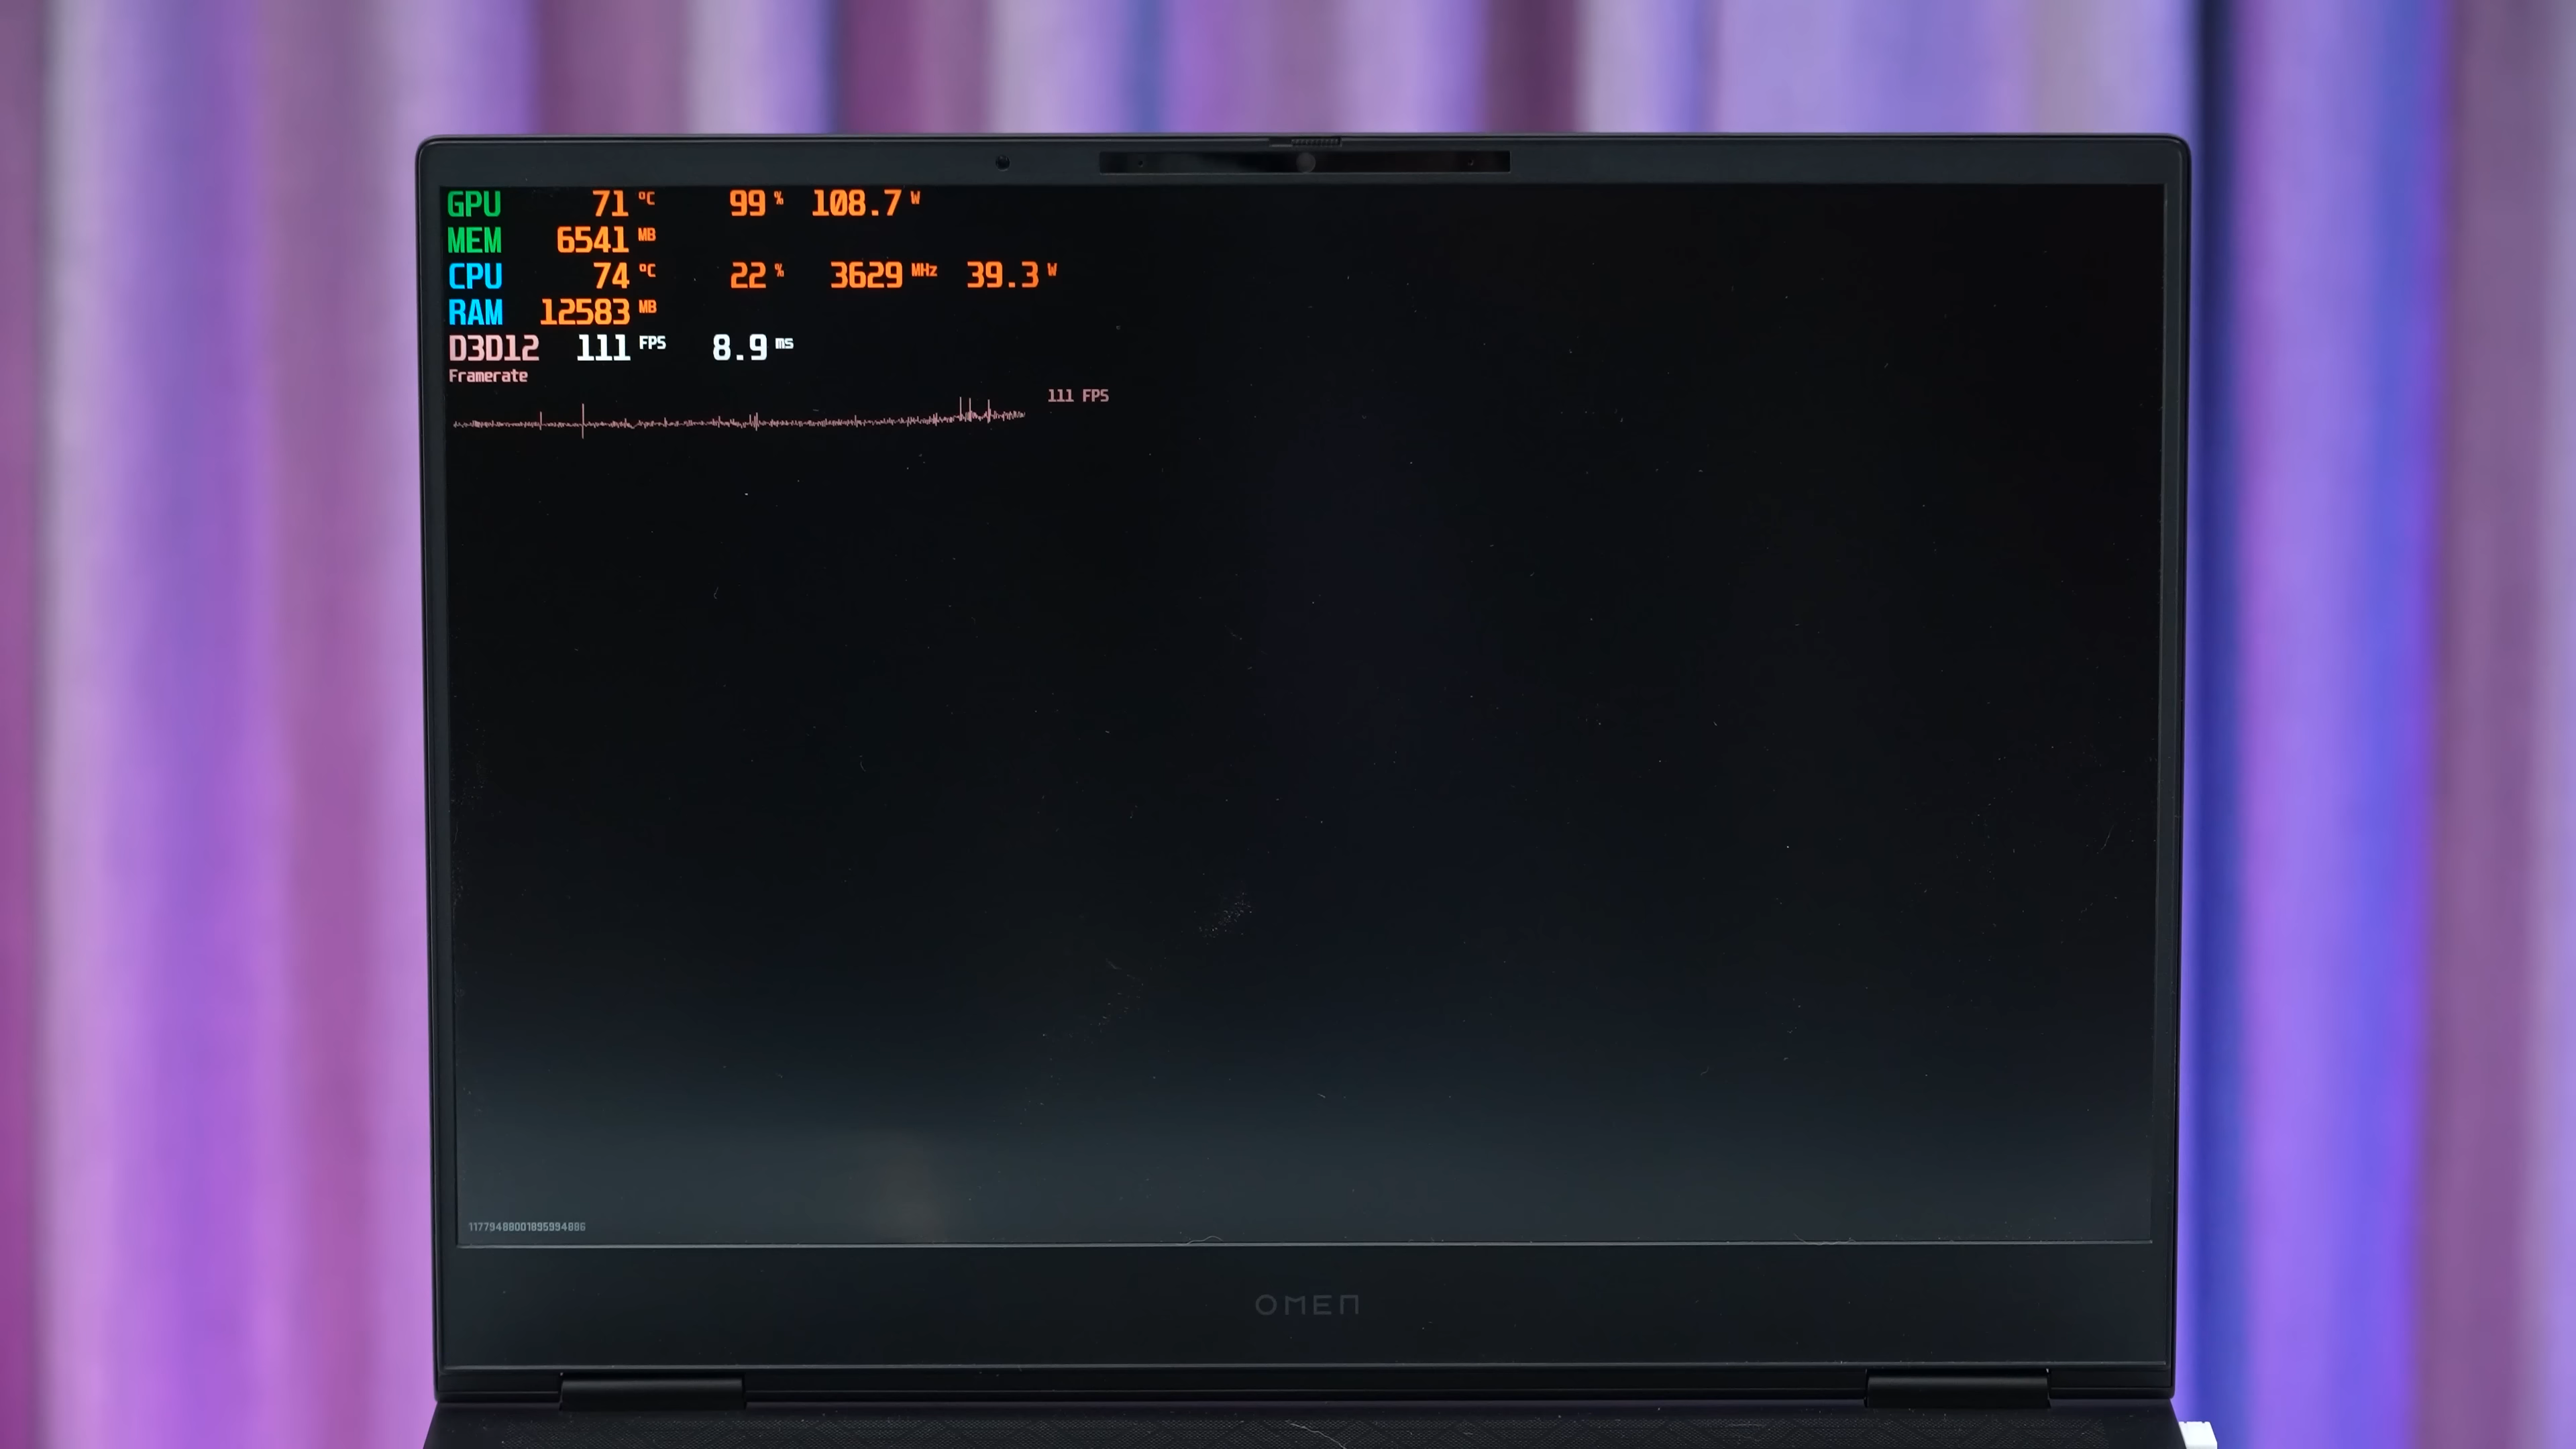 GPU 71 °C 99 % 108.7 W
MEM 6541 MB
CPU 74 °C 22 % 3629 MHz 39.3 W
RAM 12583 MB
D3D12 111 FPS 8.9 ms
Framerate
111 FPS
OMEN